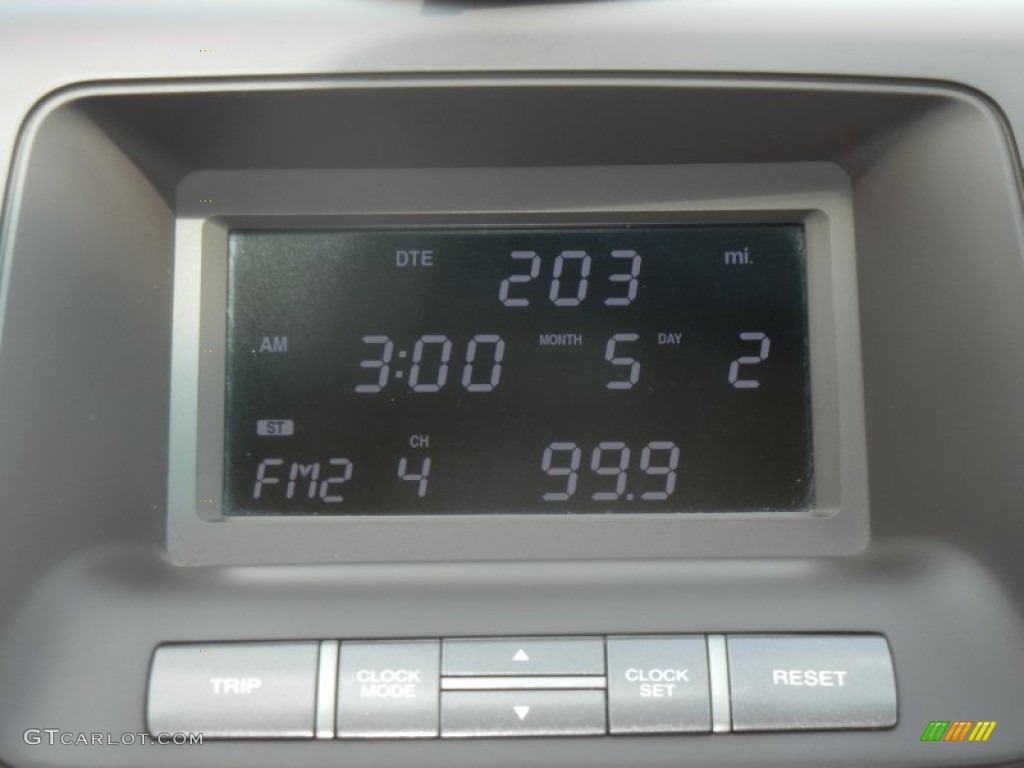 DTE 203 mi.
AM 3:00 MONTH 5 DAY 2
ST
CH
FM2 4 99.9
TRIP CLOCK MODE CLOCK SET RESET
GTCARLOT.COM